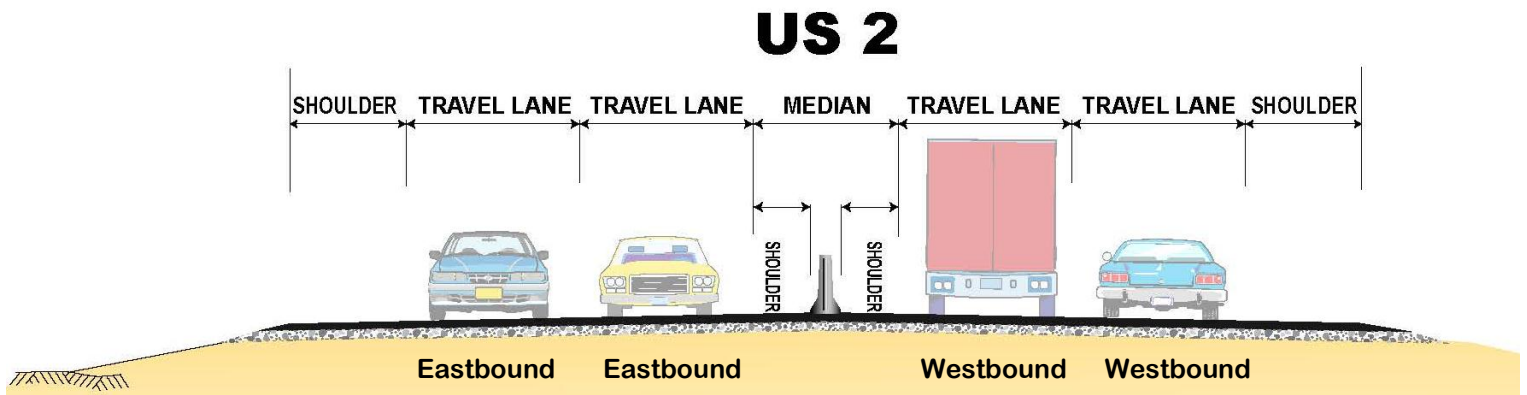 US 2
SHOULDER TRAVEL LANE TRAVEL LANE MEDIAN TRAVEL LANE TRAVEL LANE SHOULDER
SHOULDER SHOULDER
Eastbound Eastbound Westbound Westbound